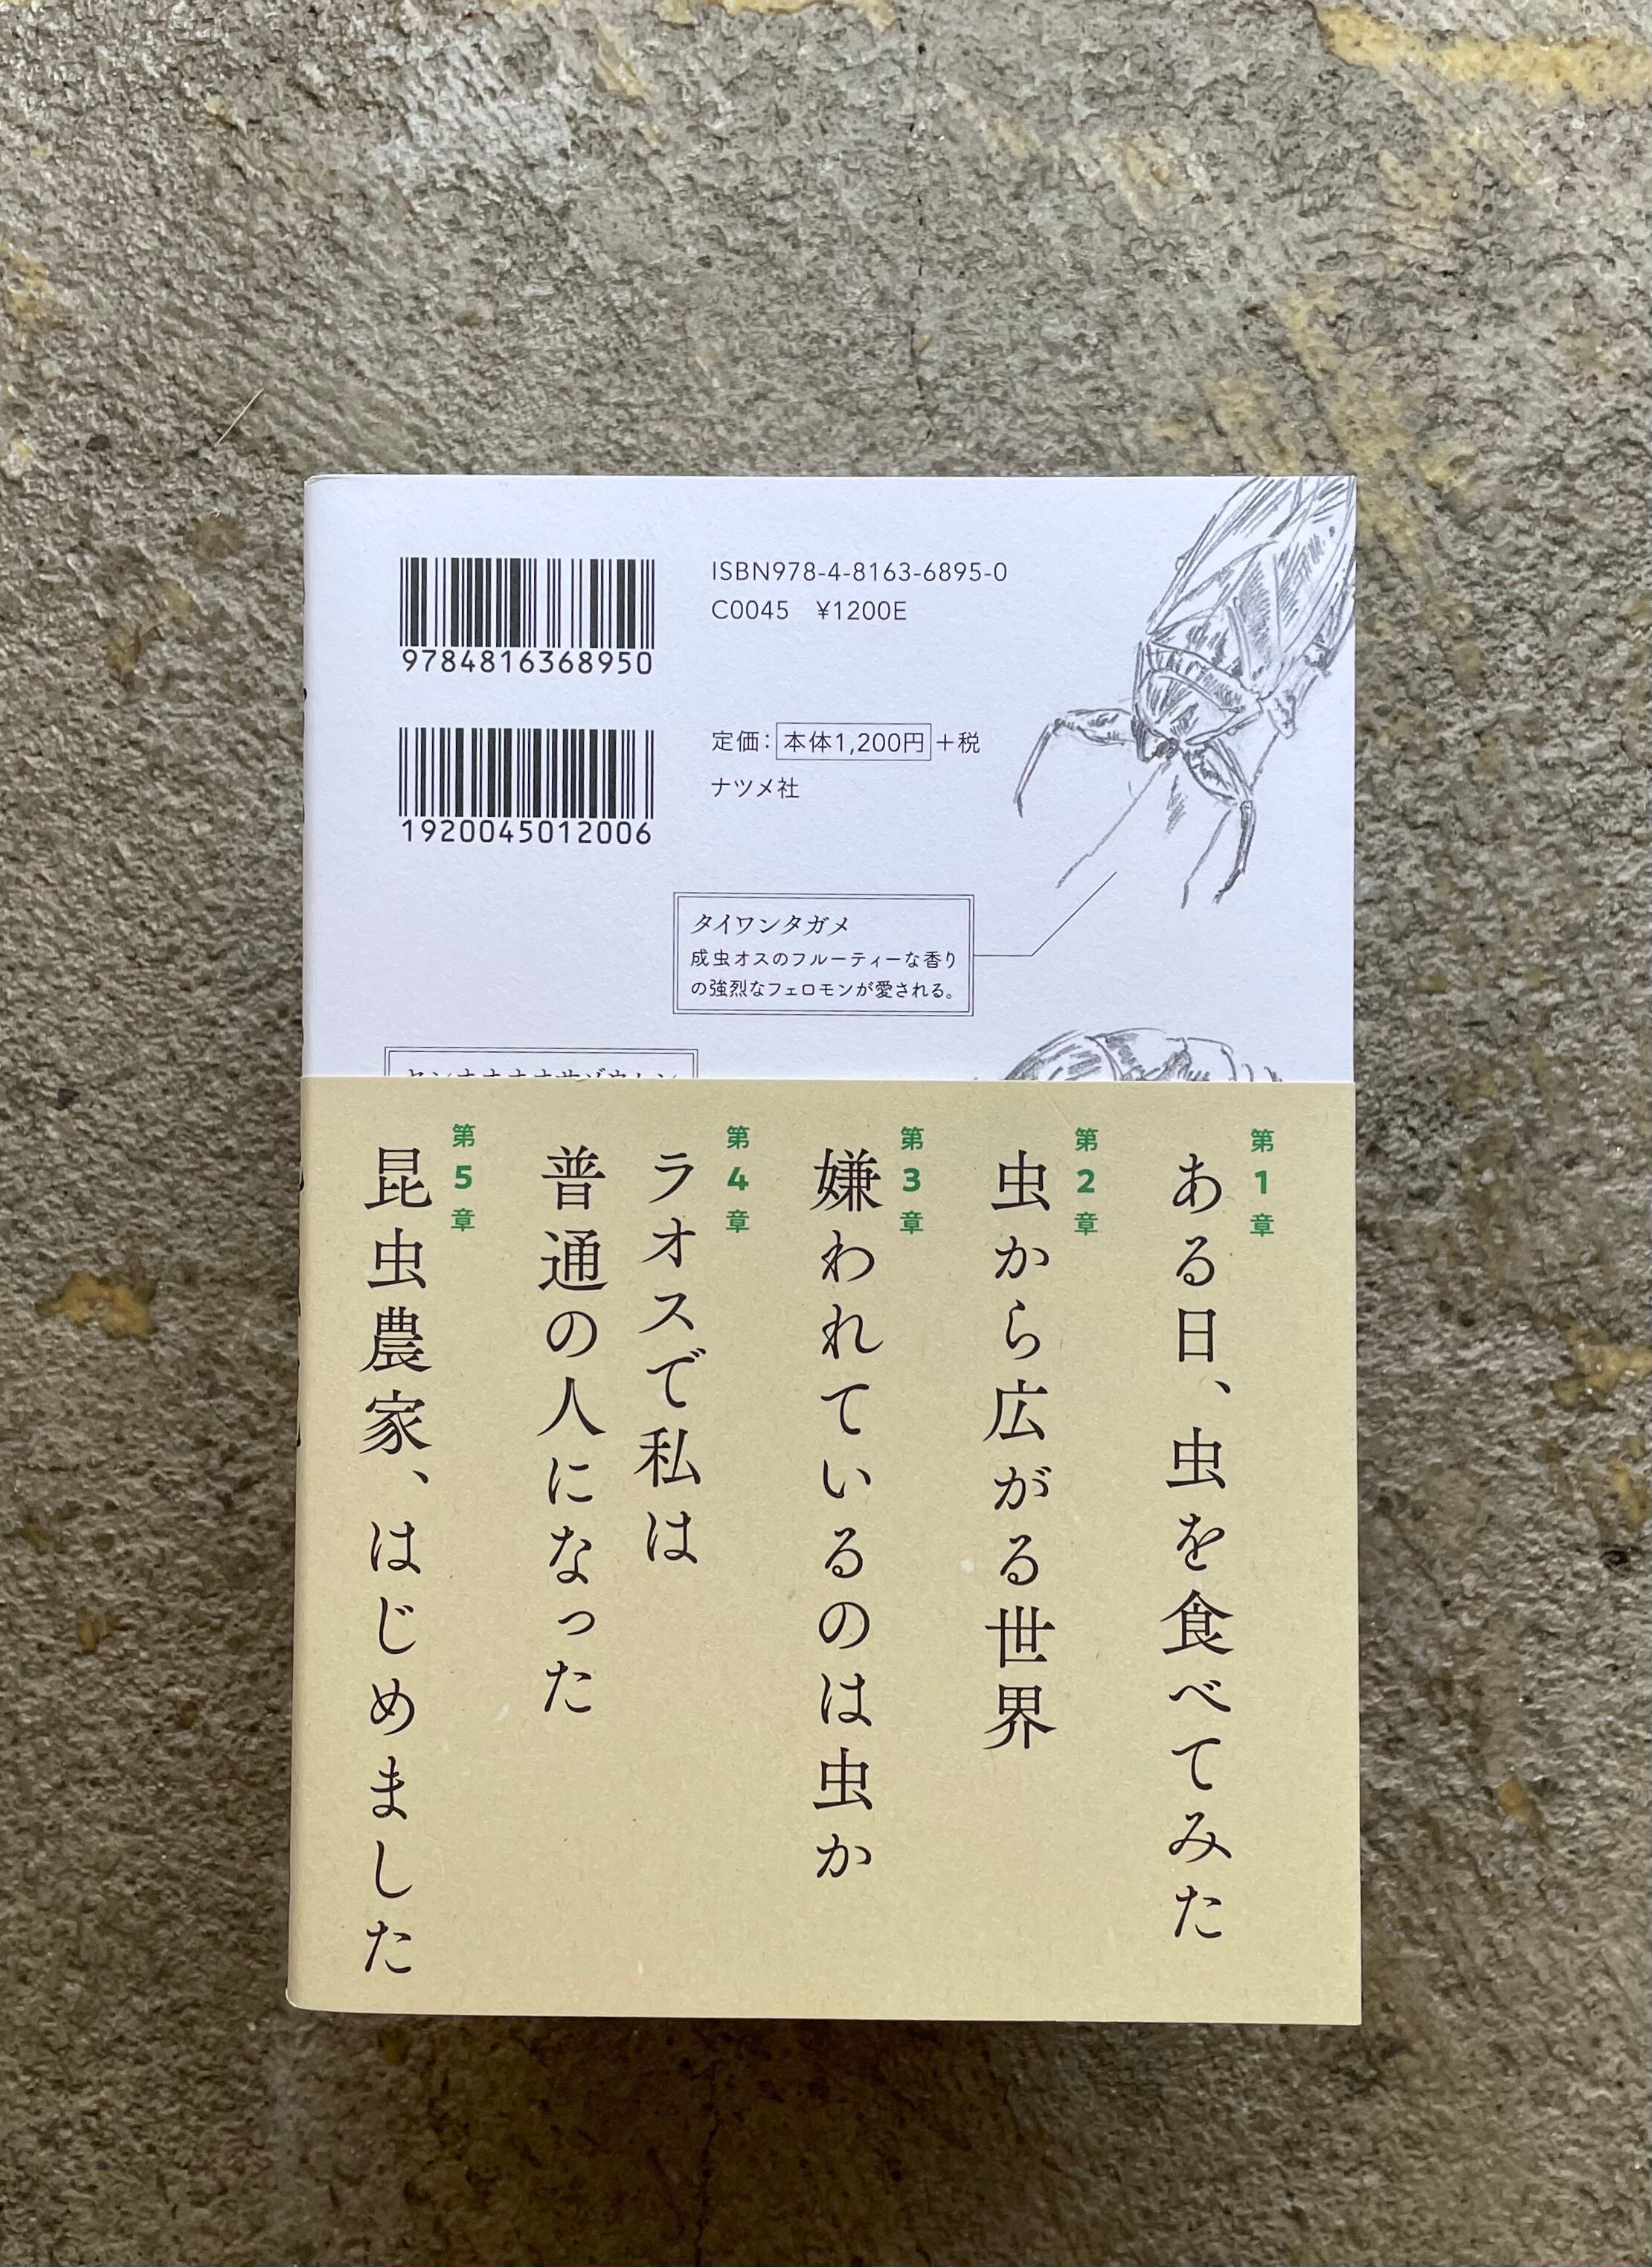 9784816368950
1920045012006
ISBN978-4-8163-6895-0
C0045 ¥1200E
定価：本体1,200円＋税
ナツメ社
タイワンタガメ
成虫オスのフルーティーな香り
の強烈なフェロモンが愛される。
第1章
ある日、虫を食べてみた
第2章
虫から広がる世界
第3章
嫌われているのは虫か
第4章
ラオスで私は
普通の人になった
第5章
昆虫農家、はじめました